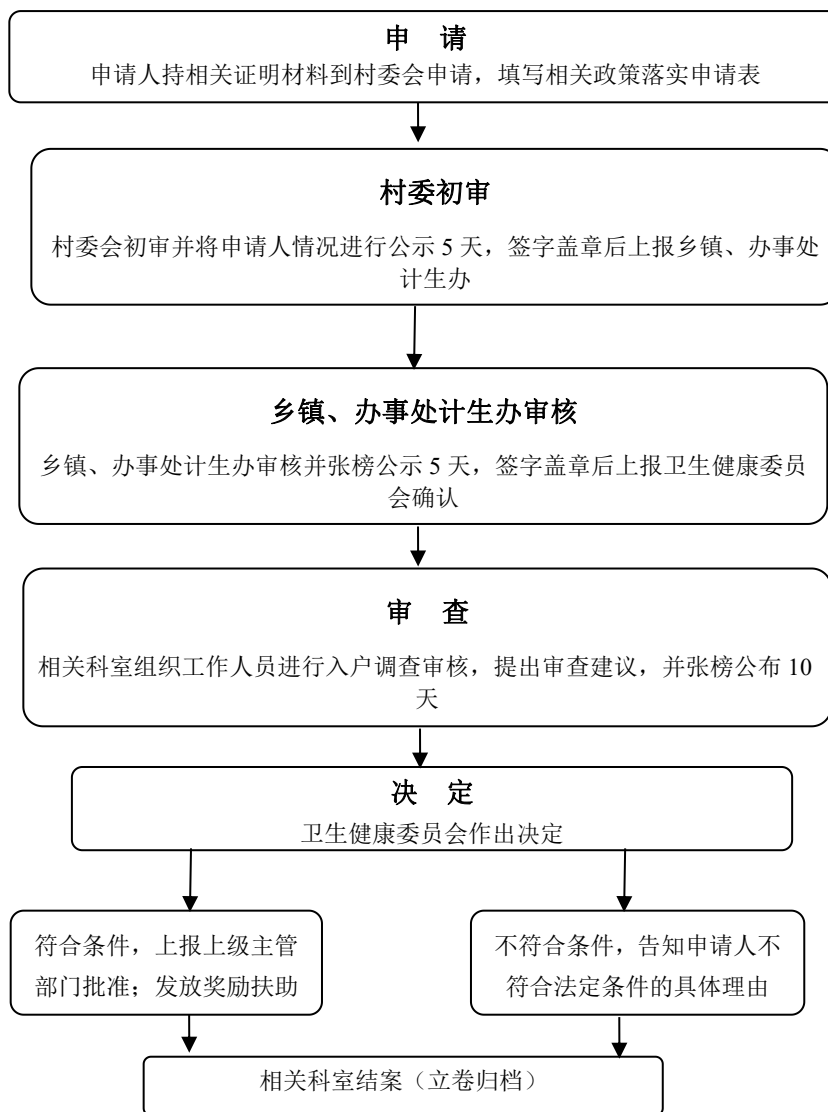 申 请
申请人持相关证明材料到村委会申请，填写相关政策落实申请表
村委初审
村委会初审并将申请人情况进行公示 5 天，签字盖章后上报乡镇、办事处
计生办
乡镇、办事处计生办审核
乡镇、办事处计生办审核并张榜公示 5 天，签字盖章后上报卫生健康委员
会确认
审 查
相关科室组织工作人员进行入户调查审核，提出审查建议，并张榜公布 10
天
决 定
卫生健康委员会作出决定
符合条件，上报上级主管
部门批准；发放奖励扶助
不符合条件，告知申请人不
符合法定条件的具体理由
相关科室结案（立卷归档）